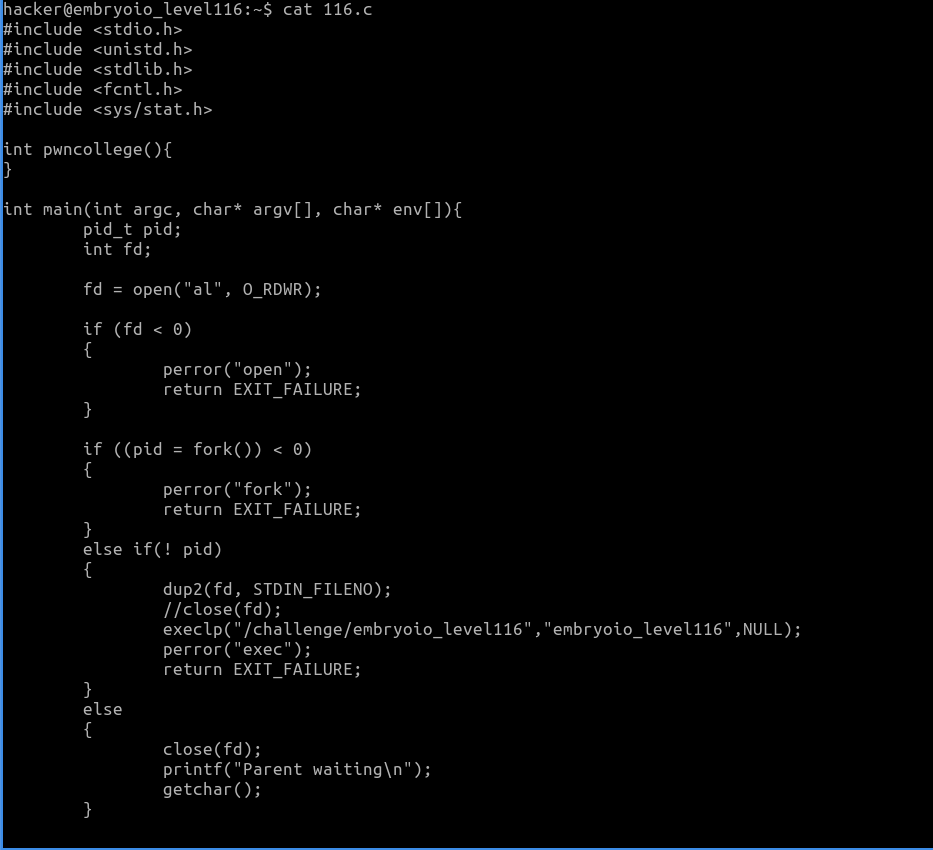 hacker@embryoio_level116:~$ cat 116.c
#include <stdio.h>
#include <unistd.h>
#include <stdlib.h>
#include <fcntl.h>
#include <sys/stat.h>

int pwncollege(){
}

int main(int argc, char* argv[], char* env[]){
        pid_t pid;
        int fd;

        fd = open("al", O_RDWR);

        if (fd < 0)
        {
                perror("open");
                return EXIT_FAILURE;
        }

        if ((pid = fork()) < 0)
        {
                perror("fork");
                return EXIT_FAILURE;
        }
        else if(! pid)
        {
                dup2(fd, STDIN_FILENO);
                //close(fd);
                execlp("/challenge/embryoio_level116","embryoio_level116",NULL);
                perror("exec");
                return EXIT_FAILURE;
        }
        else
        {
                close(fd);
                printf("Parent waiting\n");
                getchar();
        }